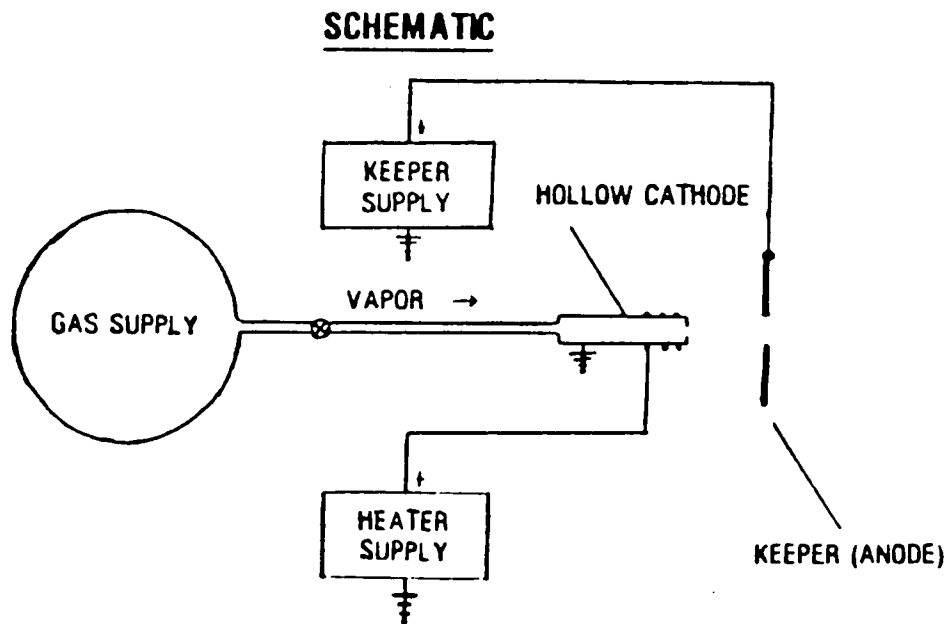 SCHEMATIC
+
KEEPER
SUPPLY
HOLLOW CATHODE
VAPOR →
GAS SUPPLY
+
HEATER
SUPPLY
KEEPER (ANODE)